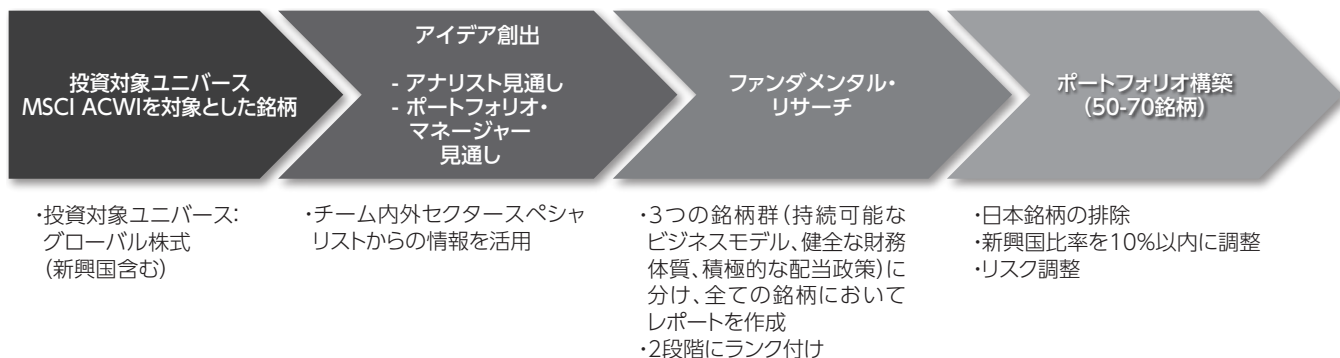 投資対象ユニバース
MSCI ACWIを対象とした銘柄
アイデア創出
- アナリスト見通し
- ポートフォリオ・
マネージャー
見通し
ファンダメンタル・
リサーチ
ポートフォリオ構築
(50-70銘柄)
・投資対象ユニバース:
グローバル株式
(新興国含む)
・チーム内外セクタースペシャ
リストからの情報を活用
・3つの銘柄群(持続可能な
ビジネスモデル、健全な財務
体質、積極的な配当政策)に
分け、全ての銘柄において
レポートを作成
・2段階にランク付け
・日本銘柄の排除
・新興国比率を10%以内に調整
・リスク調整